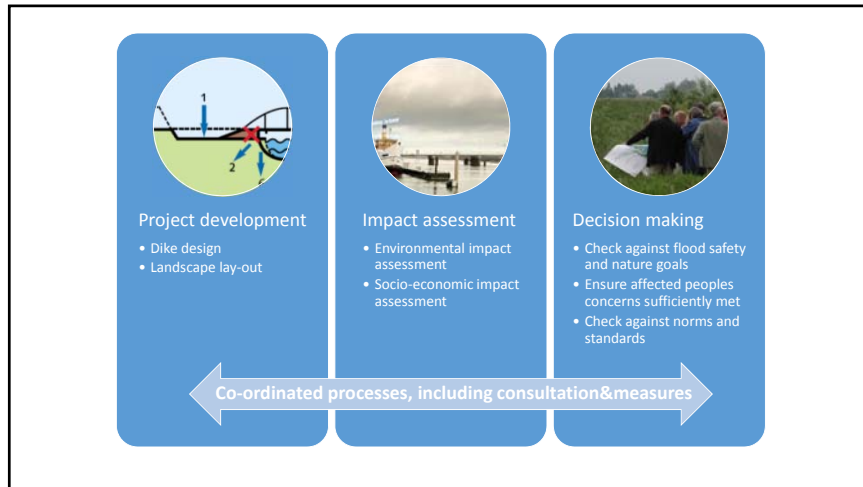 1
2
Project development
• Dike design
• Landscape lay-out
Impact assessment
• Environmental impact
assessment
• Socio-economic impact
assessment
Decision making
• Check against flood safety
and nature goals
• Ensure affected peoples
concerns sufficiently met
• Check against norms and
standards
Co-ordinated processes, including consultation&measures